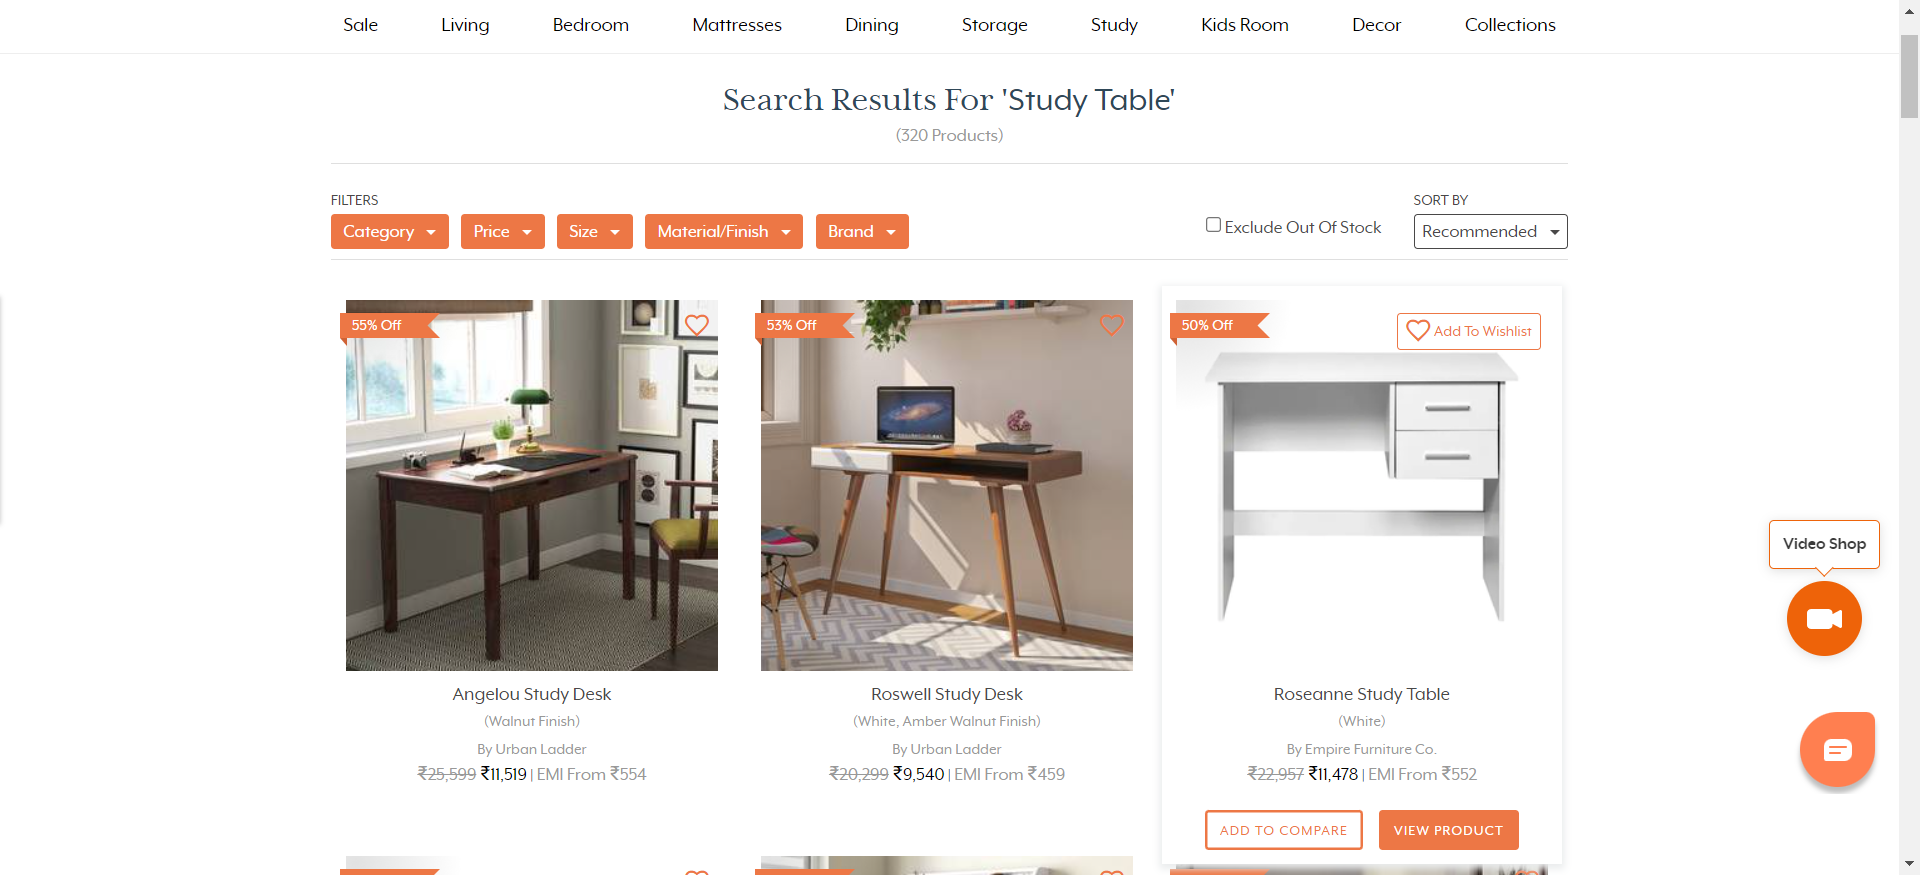 Sale Living Bedroom Mattresses Dining Storage Study Kids Room Decor Collections
Search Results For 'Study Table'
(320 Products)
FILTERS
SORT BY
Category Price Size Material/Finish Brand
Exclude Out Of Stock
Recommended
55% Off
53% Off
50% Off
Add To Wishlist
Angelou Study Desk
(Walnut Finish)
By Urban Ladder
₹25,599 ₹11,519 | EMI From ₹554
Roswell Study Desk
(White, Amber Walnut Finish)
By Urban Ladder
₹20,299 ₹9,540 | EMI From ₹459
Roseanne Study Table
(White)
By Empire Furniture Co.
₹22,957 ₹11,478 | EMI From ₹552
ADD TO COMPARE
VIEW PRODUCT
Video Shop